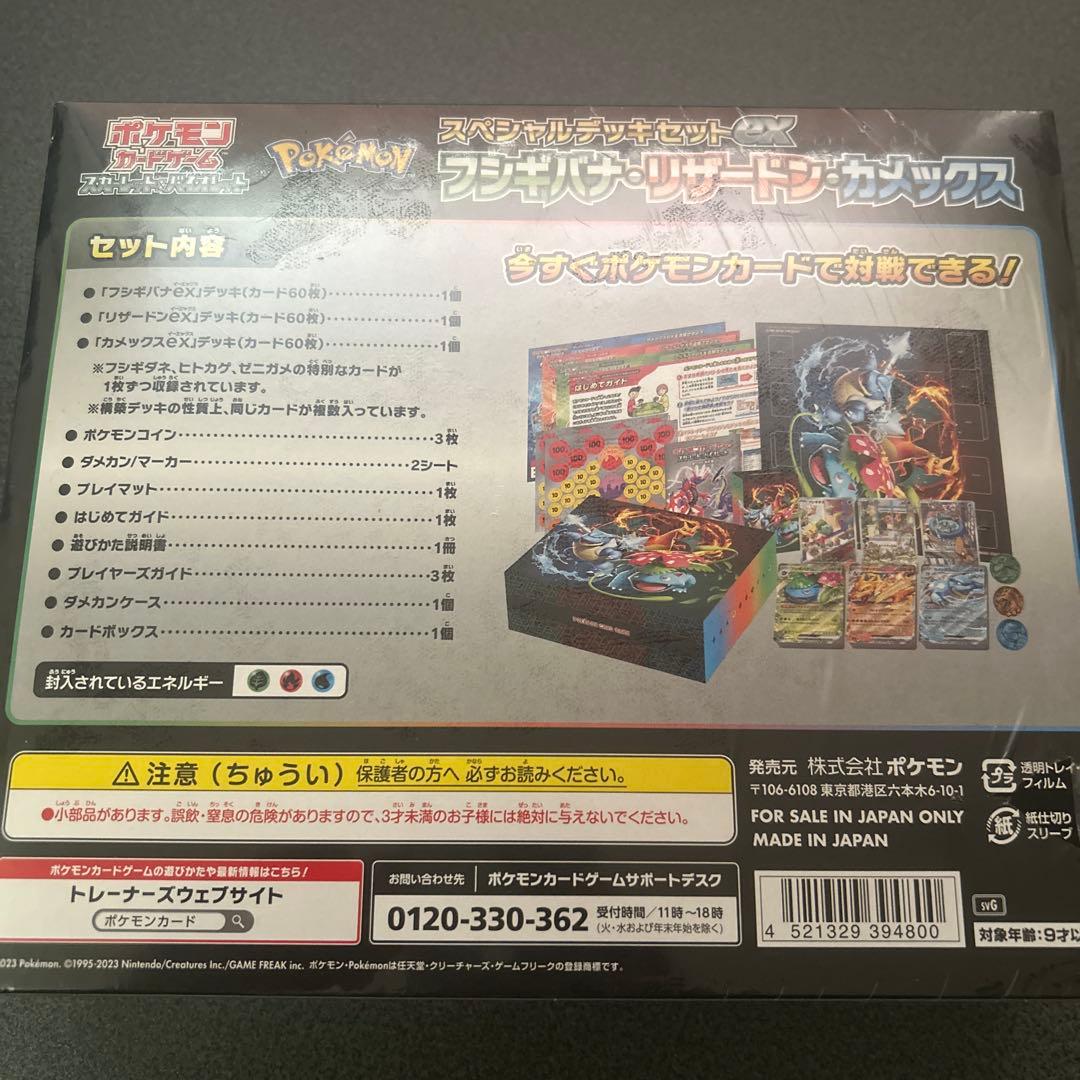 ポケモン
カードゲーム
スカーレット&バイオレット
POKéMON
スペシャルデッキセットex
フシギバナ・リザードン・カメックス
セット内容
今すぐポケモンカードで対戦できる!
●「フシギバナex」デッキ(カード60枚)……1個
●「リザードンex」デッキ(カード60枚)……1個
●「カメックスex」デッキ(カード60枚)……1個
※フシギダネ、ヒトカゲ、ゼニガメの特別なカードが
1枚ずつ収録されています。
※構築デッキの性質上、同じカードが複数入っています。
●ポケモンコイン……3枚
●ダメカン/マーカー……2シート
●プレイマット……1枚
●はじめてガイド……1枚
●遊びかた説明書……1冊
●プレイヤーズガイド……3枚
●ダメカンケース……1個
●カードボックス……1個
はじめてガイド
封入されているエネルギー
⚠注意(ちゅうい)保護者の方へ 必ずお読みください。
●小部品があります。誤飲・窒息の危険がありますので、3才未満のお子様には絶対に与えないでください。
発売元 株式会社ポケモン
〒106-6108 東京都港区六本木6-10-1
FOR SALE IN JAPAN ONLY
MADE IN JAPAN
プラ
透明トレイ
フィルム
紙
紙仕切り
スリーブ
ポケモンカードゲームの遊びかたや最新情報はこちら!
トレーナーズウェブサイト
ポケモンカード
お問い合わせ先
ポケモンカードゲームサポートデスク
0120-330-362
受付時間/11時~18時
(火・水および年末年始を除く)
4 521329 394800
svG
対象年齢:9才以
023 Pokémon. ©1995-2023 Nintendo/Creatures Inc./GAME FREAK inc. ポケモン・Pokémonは任天堂・クリーチャーズ・ゲームフリークの登録商標です。